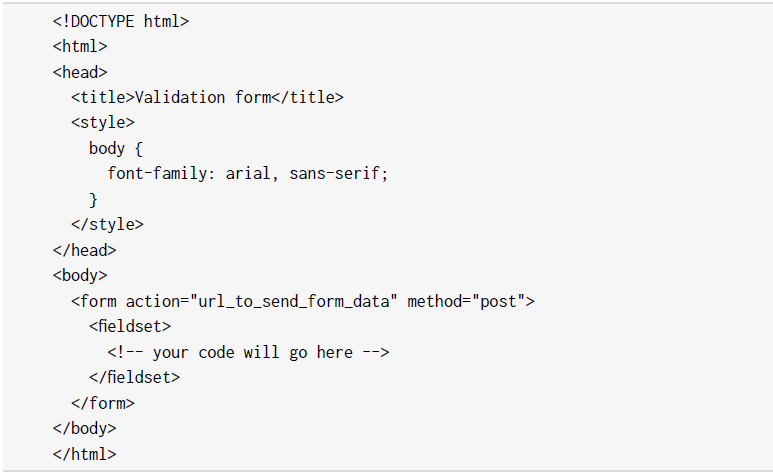 <!DOCTYPE html>
<html>
<head>
  <title>Validation form</title>
  <style>
    body {
      font-family: arial, sans-serif;
    }
  </style>
</head>
<body>
  <form action="url_to_send_form_data" method="post">
    <fieldset>
      <!-- your code will go here -->
    </fieldset>
  </form>
</body>
</html>